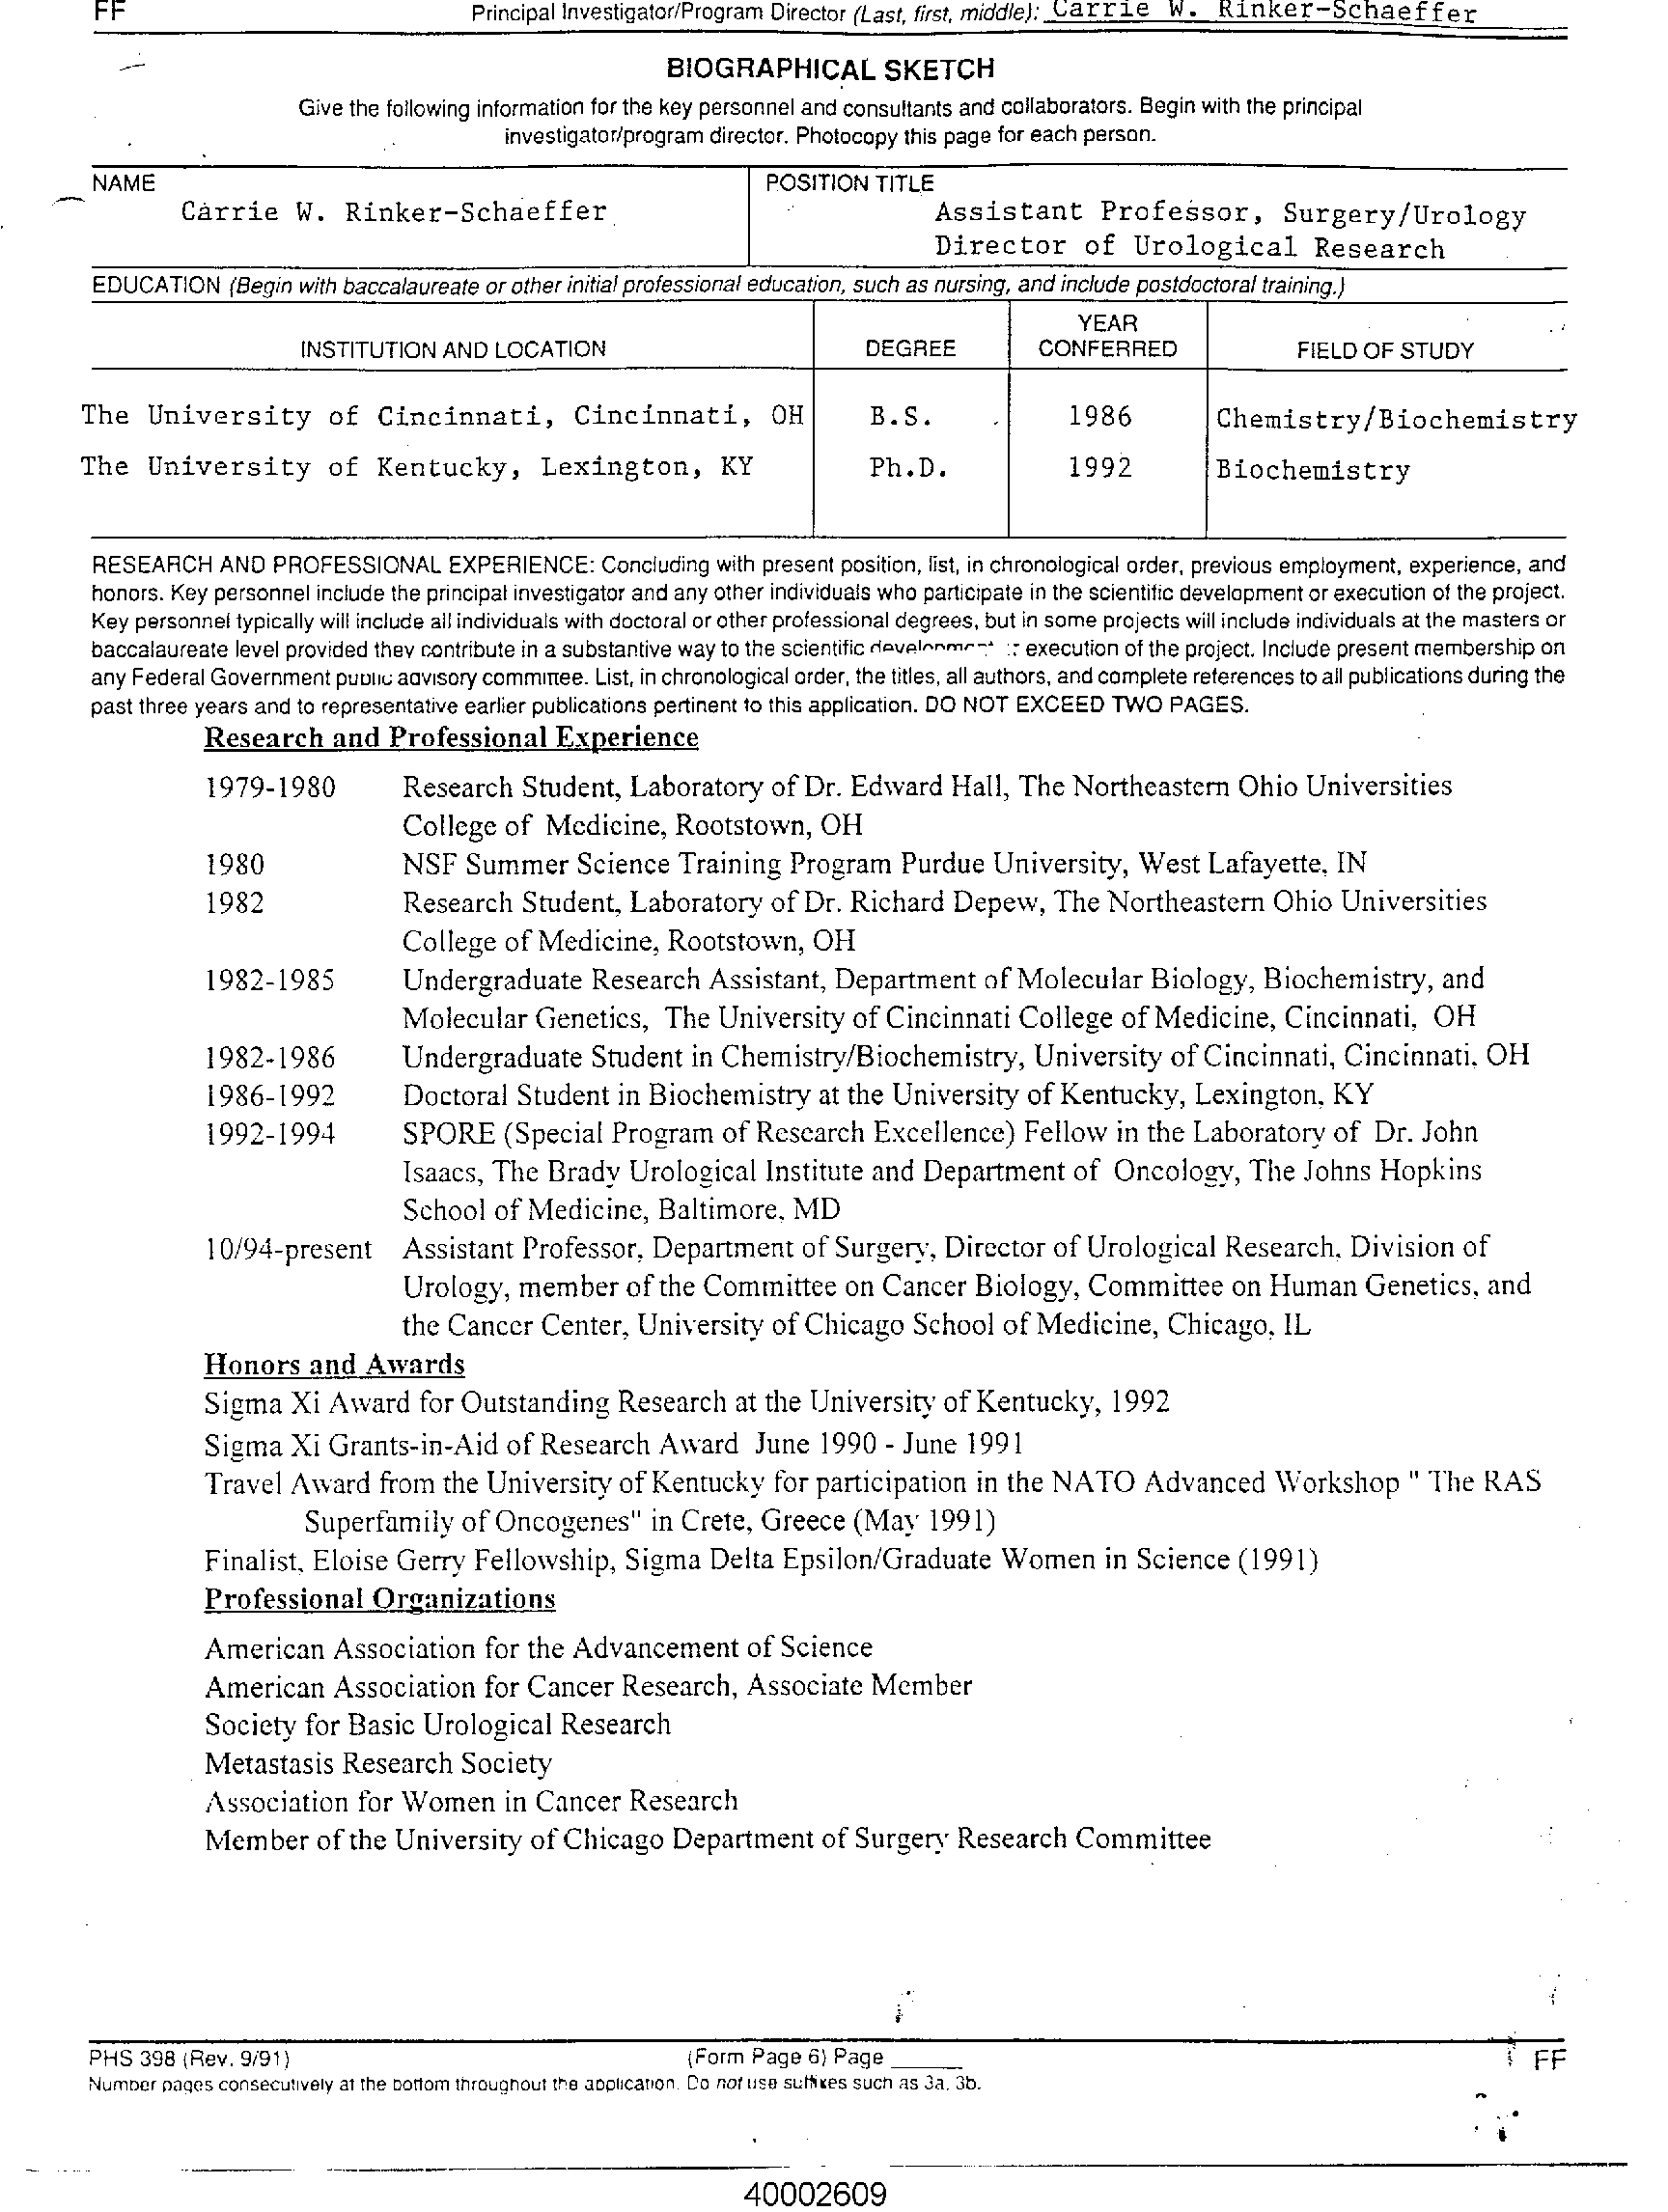 FF Principal Investigator/Program Director (Last, first, middle): Carrie W. Rinker-Schaeffer
BIOGRAPHICAL SKETCH
Give the following information for the key personnel and consultants and collaborators. Begin with the principal
investigator/program director. Photocopy this page for each person.
NAME
Carrie W. Rinker-Schaeffer
POSITION TITLE
Assistant Professor, Surgery/Urology
Director of Urological Research
EDUCATION (Begin with baccalaureate or other initial professional education, such as nursing, and include postdoctoral training.)
INSTITUTION AND LOCATION DEGREE YEAR CONFERRED FIELD OF STUDY
The University of Cincinnati, Cincinnati, OH B.S. 1986 Chemistry/Biochemistry
The University of Kentucky, Lexington, KY Ph.D. 1992 Biochemistry
RESEARCH AND PROFESSIONAL EXPERIENCE: Concluding with present position, list, in chronological order, previous employment, experience, and
honors. Key personnel include the principal investigator and any other individuals who participate in the scientific development or execution of the project.
Key personnel typically will include all individuals with doctoral or other professional degrees, but in some projects will include individuals at the masters or
baccalaureate level provided they contribute in a substantive way to the scientific development execution of the project. Include present membership on
any Federal Government public advisory committee. List, in chronological order, the titles, all authors, and complete references to all publications during the
past three years and to representative earlier publications pertinent to this application. DO NOT EXCEED TWO PAGES.
Research and Professional Experience
1979-1980 Research Student, Laboratory of Dr. Edward Hall, The Northeastern Ohio Universities
College of Medicine, Rootstown, OH
1980 NSF Summer Science Training Program Purdue University, West Lafayette, IN
1982 Research Student, Laboratory of Dr. Richard Depew, The Northeastern Ohio Universities
College of Medicine, Rootstown, OH
1982-1985 Undergraduate Research Assistant, Department of Molecular Biology, Biochemistry, and
Molecular Genetics, The University of Cincinnati College of Medicine, Cincinnati, OH
1982-1986 Undergraduate Student in Chemistry/Biochemistry, University of Cincinnati, Cincinnati, OH
1986-1992 Doctoral Student in Biochemistry at the University of Kentucky, Lexington, KY
1992-1994 SPORE (Special Program of Research Excellence) Fellow in the Laboratory of Dr. John
Isaacs, The Brady Urological Institute and Department of Oncology, The Johns Hopkins
School of Medicine, Baltimore, MD
10/94-present Assistant Professor, Department of Surgery, Director of Urological Research, Division of
Urology, member of the Committee on Cancer Biology, Committee on Human Genetics, and
the Cancer Center, University of Chicago School of Medicine, Chicago, IL
Honors and Awards
Sigma Xi Award for Outstanding Research at the University of Kentucky, 1992
Sigma Xi Grants-in-Aid of Research Award June 1990 - June 1991
Travel Award from the University of Kentucky for participation in the NATO Advanced Workshop " The RAS
Superfamily of Oncogenes" in Crete, Greece (May 1991)
Finalist, Eloise Gerry Fellowship, Sigma Delta Epsilon/Graduate Women in Science (1991)
Professional Organizations
American Association for the Advancement of Science
American Association for Cancer Research, Associate Member
Society for Basic Urological Research
Metastasis Research Society
Association for Women in Cancer Research
Member of the University of Chicago Department of Surgery Research Committee
PHS 398 (Rev. 9/91) (Form Page 6) Page FF
Number pages consecutively at the bottom throughout the application. Do not use suffixes such as 3a, 3b.
40002609